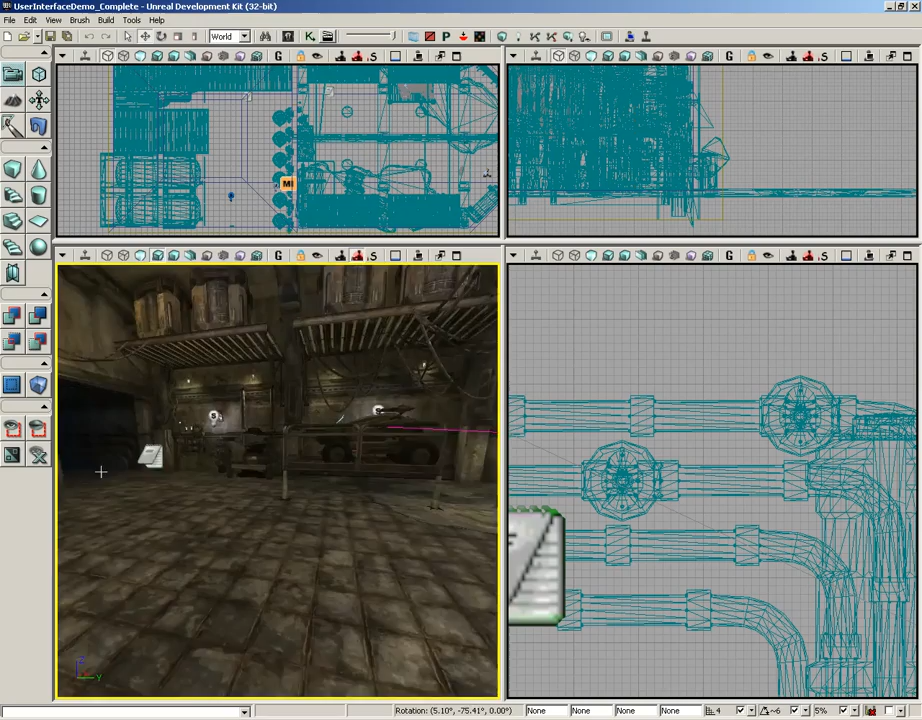 UserInterfaceDemo_Complete - Unreal Development Kit (32-bit)
File Edit View Brush Build Tools Help
World
G
G
MI
G
G
S
S
Z
Y
Rotation: (5.10°, -75.41°, 0.00°)
None
None
None
None
4
6
5%